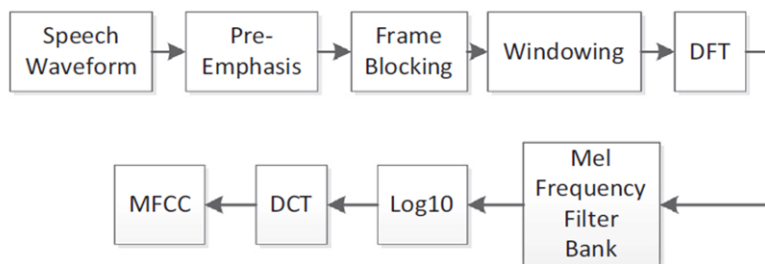 Speech
Waveform
Pre-
Emphasis
Frame
Blocking
Windowing
DFT
Mel
Frequency
Filter
Bank
Log10
DCT
MFCC